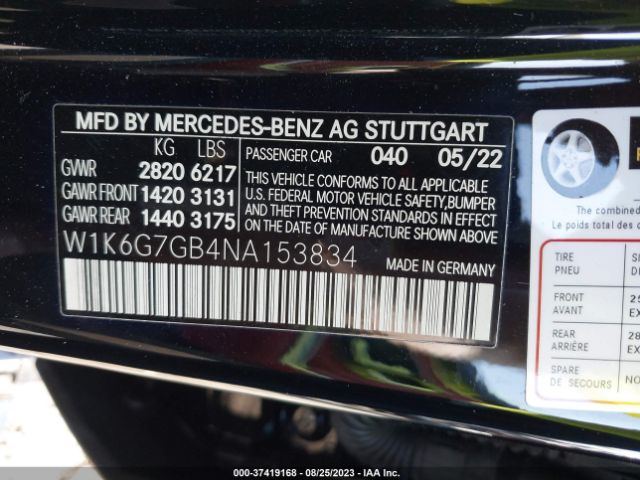 MFD BY MERCEDES-BENZ AG STUTTGART
KG LBS
GVWR 2820 6217
GAWR FRONT 1420 3131
GAWR REAR 1440 3175
PASSENGER CAR 040 05/22
THIS VEHICLE CONFORMS TO ALL APPLICABLE
U.S. FEDERAL MOTOR VEHICLE SAFETY,BUMPER
AND THEFT PREVENTION STANDARDS IN EFFECT
ON THE DATE OF MANUFACTURE SHOWN ABOVE
W1K6G7GB4NA153834
MADE IN GERMANY
The combined
Le poids total des
TIRE
PNEU
FRONT
AVANT
REAR
ARRIÈRE
SPARE
DE SECOURS
000-37419168 - 08/25/2023 - IAA Inc.